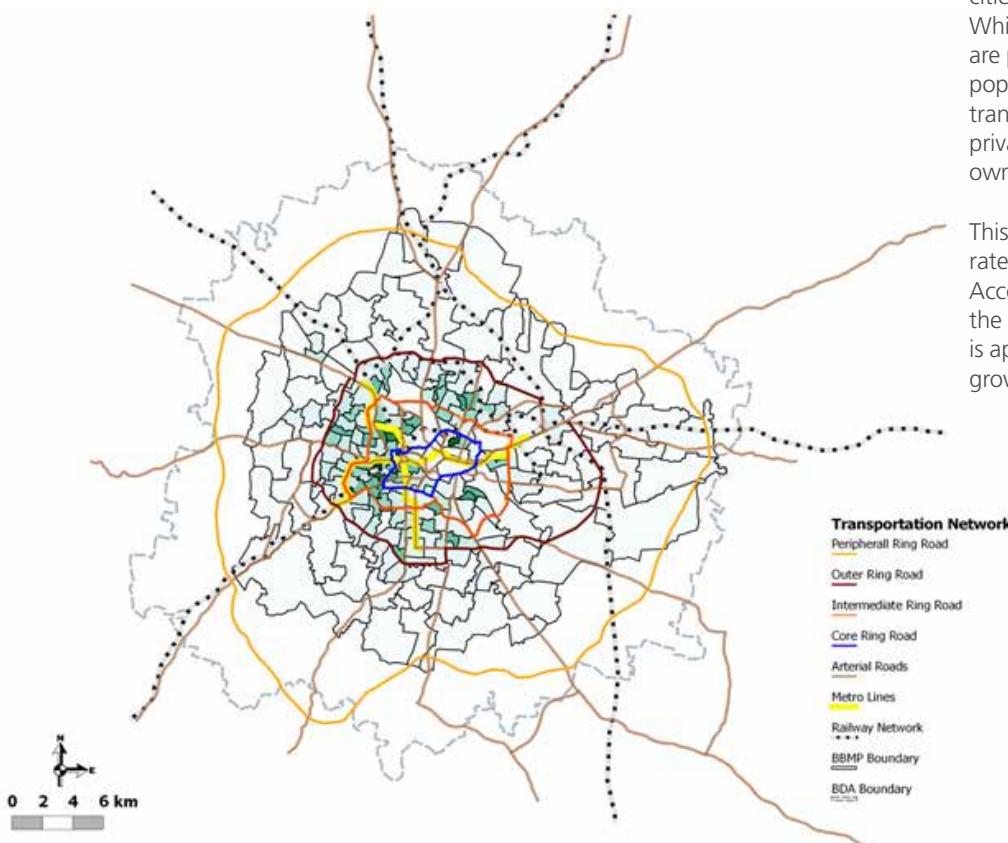 citie
Whi
are p
pop
tran
priva
own
This
rate
Acco
the
is ap
grov
Transportation Network
Peripherall Ring Road
Outer Ring Road
Intermediate Ring Road
Core Ring Road
Arterial Roads
Metro Lines
Railway Network
BBMP Boundary
BDA Boundary
N
E
0 2 4 6 km